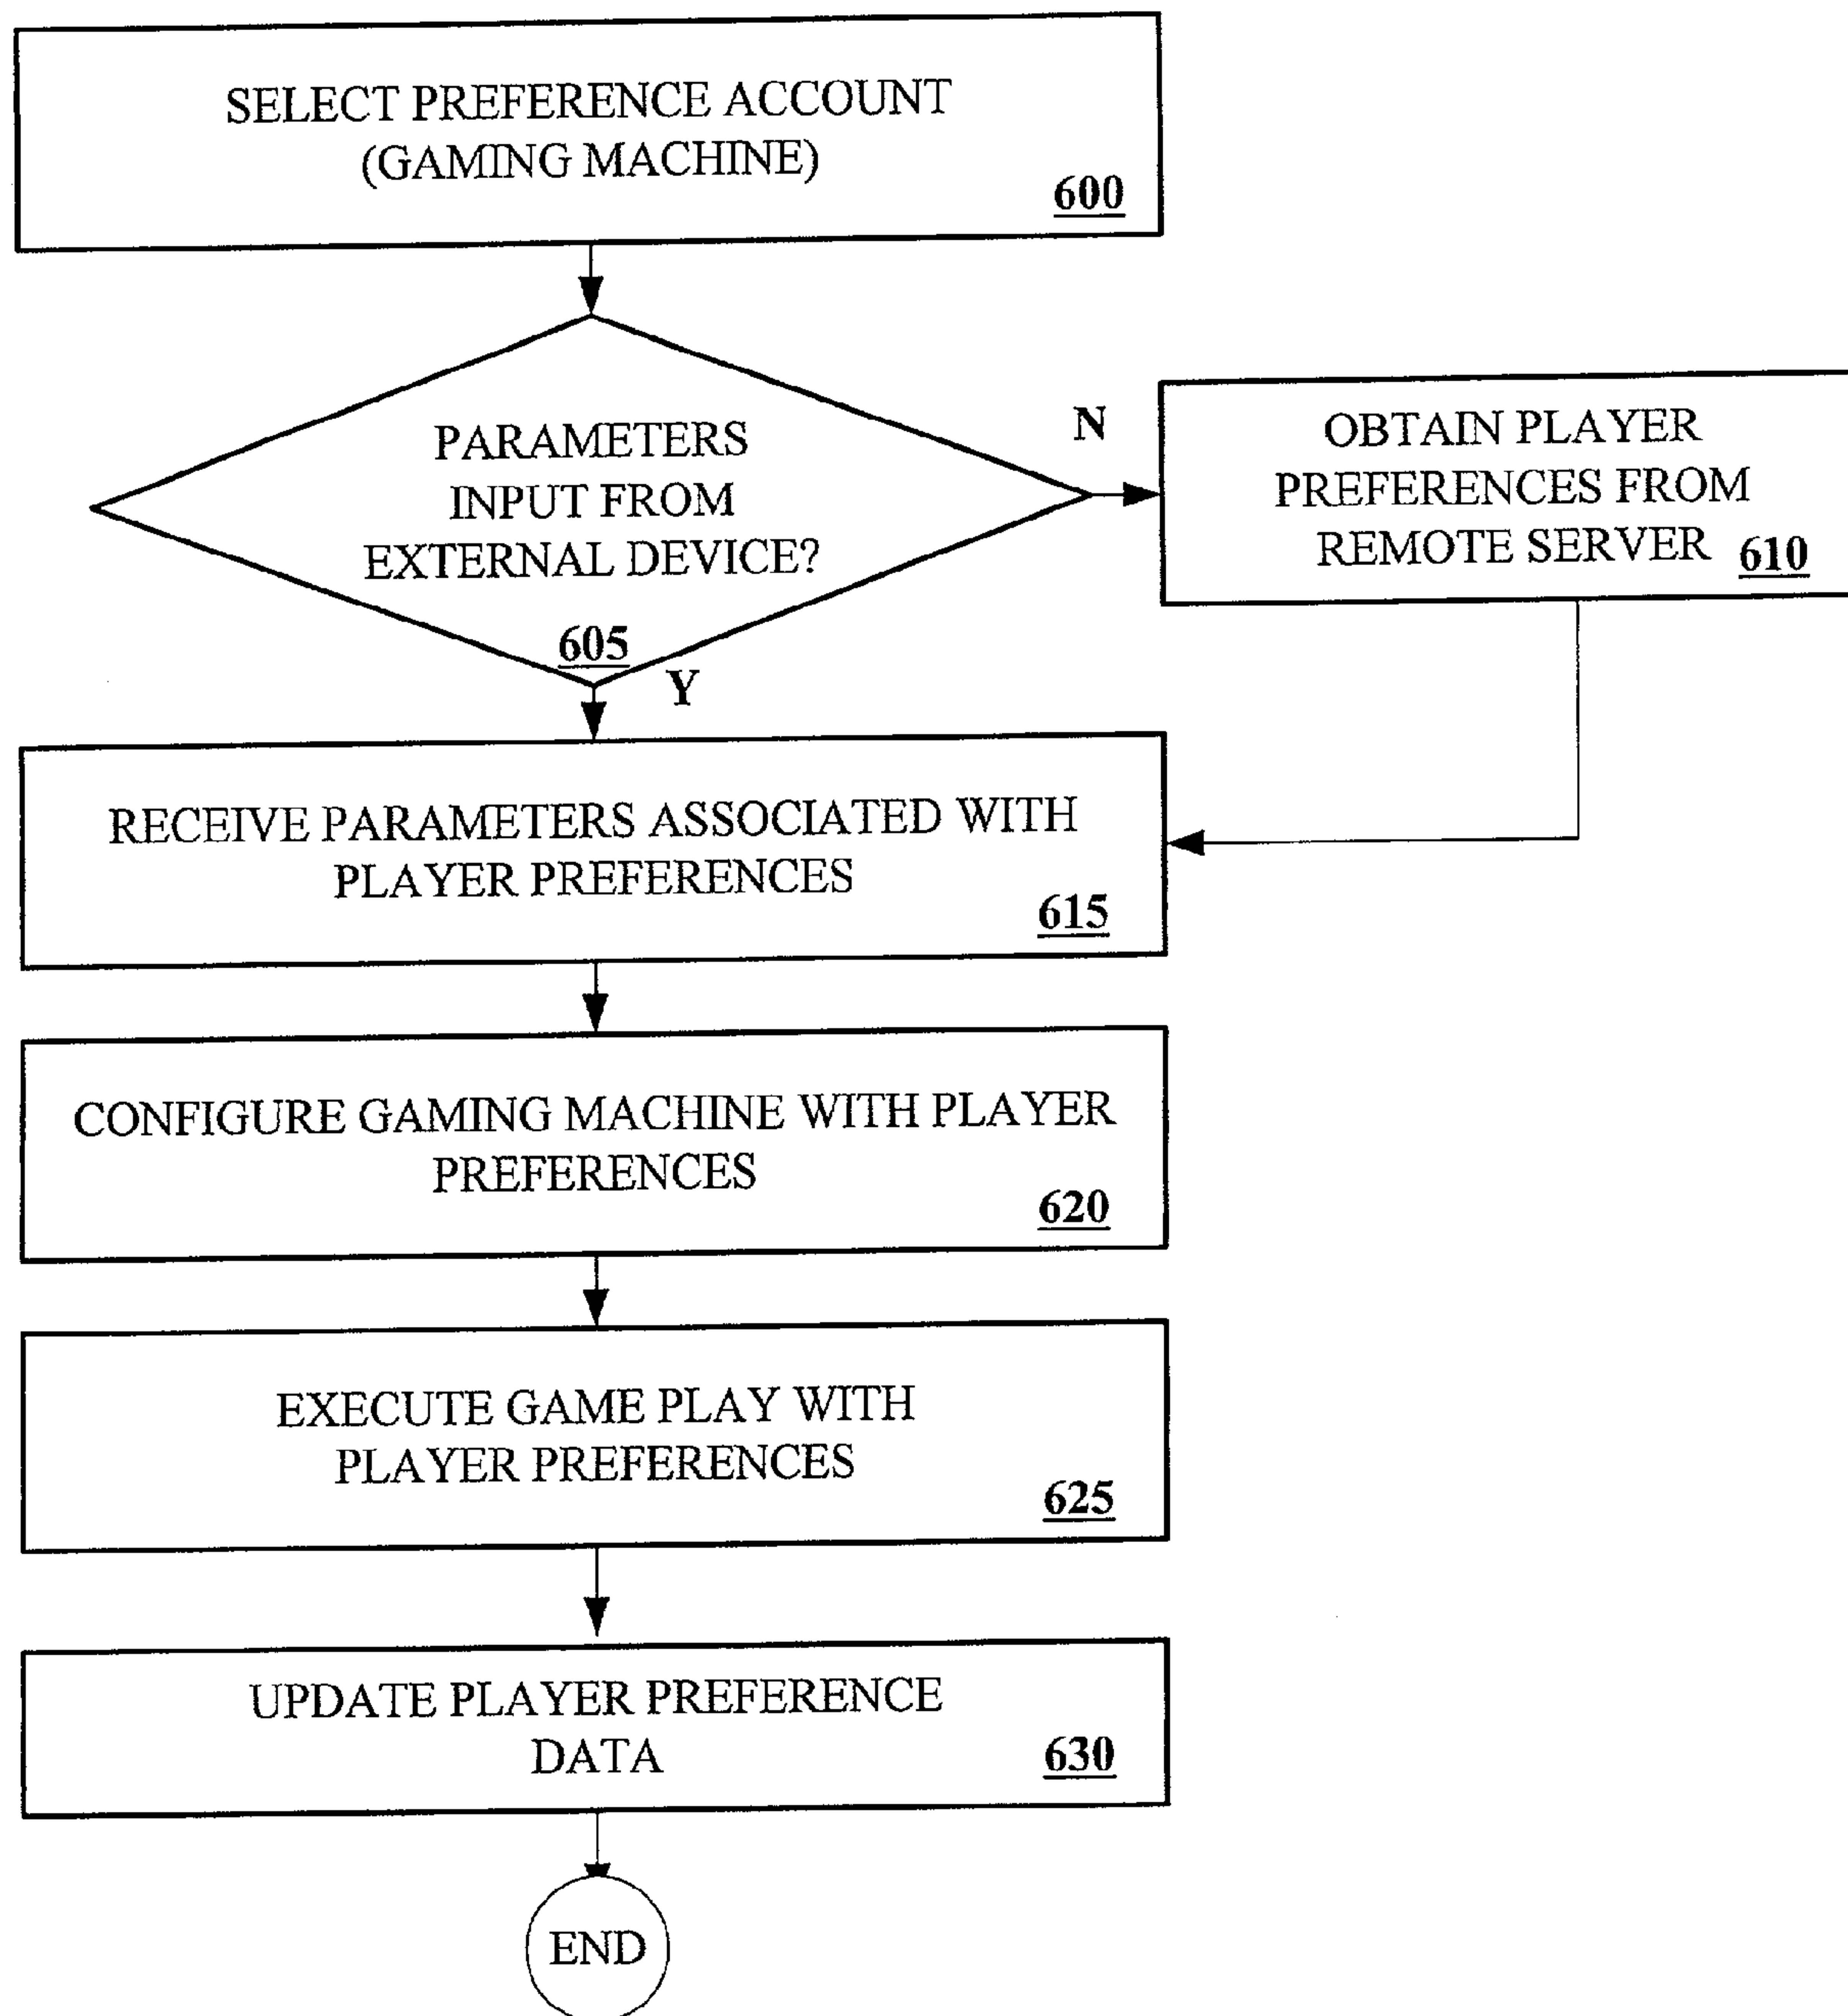 SELECT PREFERENCE ACCOUNT
(GAMING MACHINE)
600
PARAMETERS
INPUT FROM
EXTERNAL DEVICE?
605
N
OBTAIN PLAYER
PREFERENCES FROM
REMOTE SERVER
610
Y
RECEIVE PARAMETERS ASSOCIATED WITH
PLAYER PREFERENCES
615
CONFIGURE GAMING MACHINE WITH PLAYER
PREFERENCES
620
EXECUTE GAME PLAY WITH
PLAYER PREFERENCES
625
UPDATE PLAYER PREFERENCE
DATA
630
END